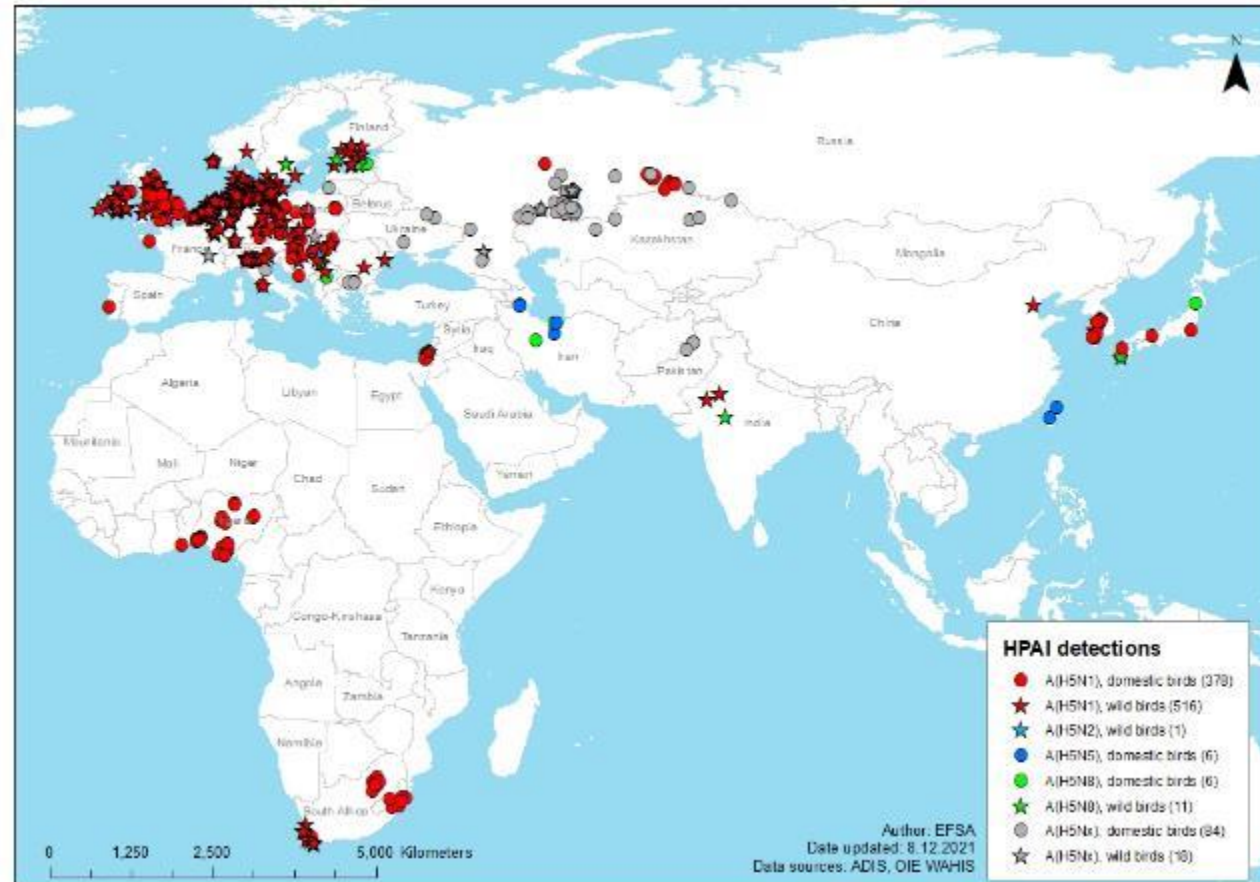 N
Finland
Russia
Belarus
Ukraine
Kazakhstan
France
Mongolia
Spain
Turkey
China
Syria
Iraq
Iran
Pakistan
Algeria
Libyan
Egypt
Saudi Arabia
India
Mauritania
Mali
Niger
Chad
Sudan
Yemen
Ethiopia
Kenya
Congo-Kinshasa
Tanzania
Angola
Zambia
Namibia
South Africa
HPAI detections
A(H5N1), domestic birds (378)
A(H5N1), wild birds (516)
A(H5N2), wild birds (1)
A(H5N5), domestic birds (6)
A(H5N8), domestic birds (6)
A(H5N8), wild birds (11)
A(H5Nx), domestic birds (84)
A(H5Nx), wild birds (18)
Author: EFSA
Date updated: 8.12.2021
Data sources: ADIS, OIE WAHIS
0 1,250 2,500 5,000 Kilometers